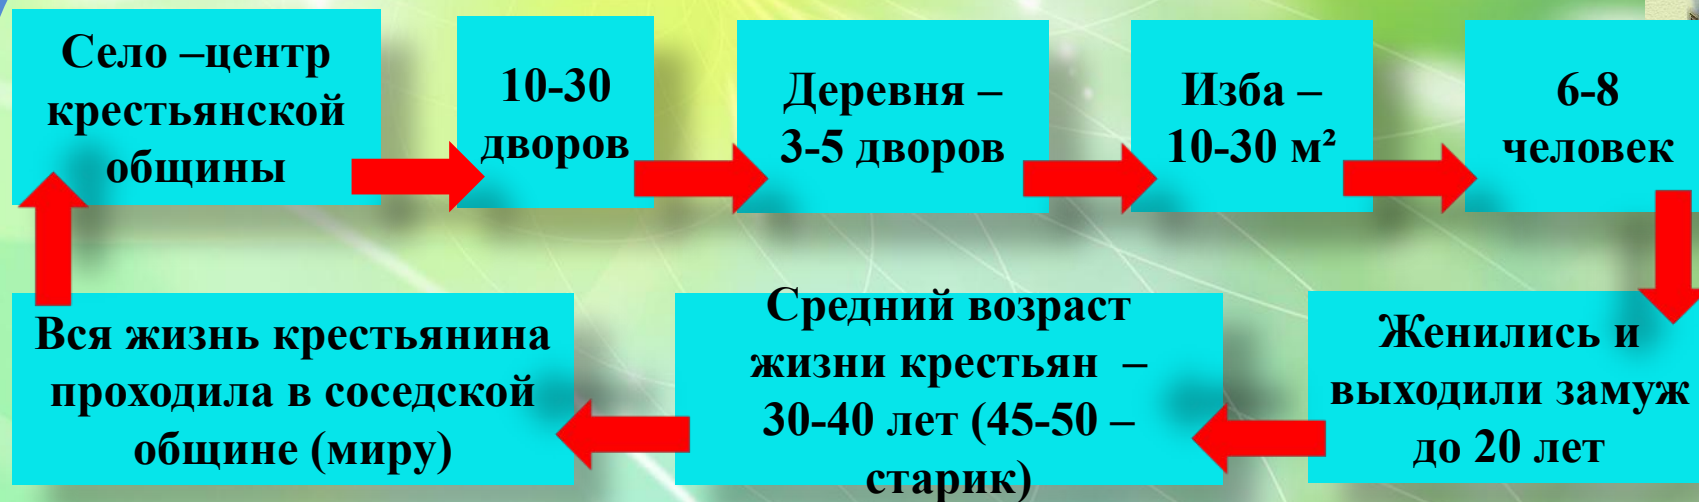 Село –центр
крестьянской
общины
10-30
дворов
Деревня –
3-5 дворов
Изба –
10-30 м²
6-8
человек
Женились и
выходили замуж
до 20 лет
Средний возраст
жизни крестьян –
30-40 лет (45-50 –
старик)
Вся жизнь крестьянина
проходила в соседской
общине (миру)